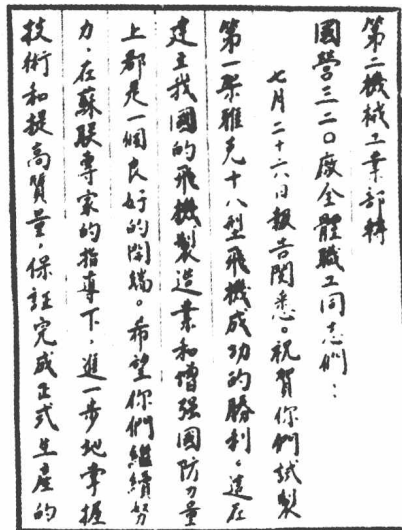 第二機械工業部轉
國營三二〇廠全體職工同志們：
七月二十六日報告閱悉。祝賀你們試製
第一架雅克十八型飛機成功的勝利。這在
建立我國的飛機製造業和增强國防力量
上都是一個良好的開端。希望你們繼續努
力，在蘇聯專家的指導下，進一步地掌握
技術和提高質量，保証完成正式生產的